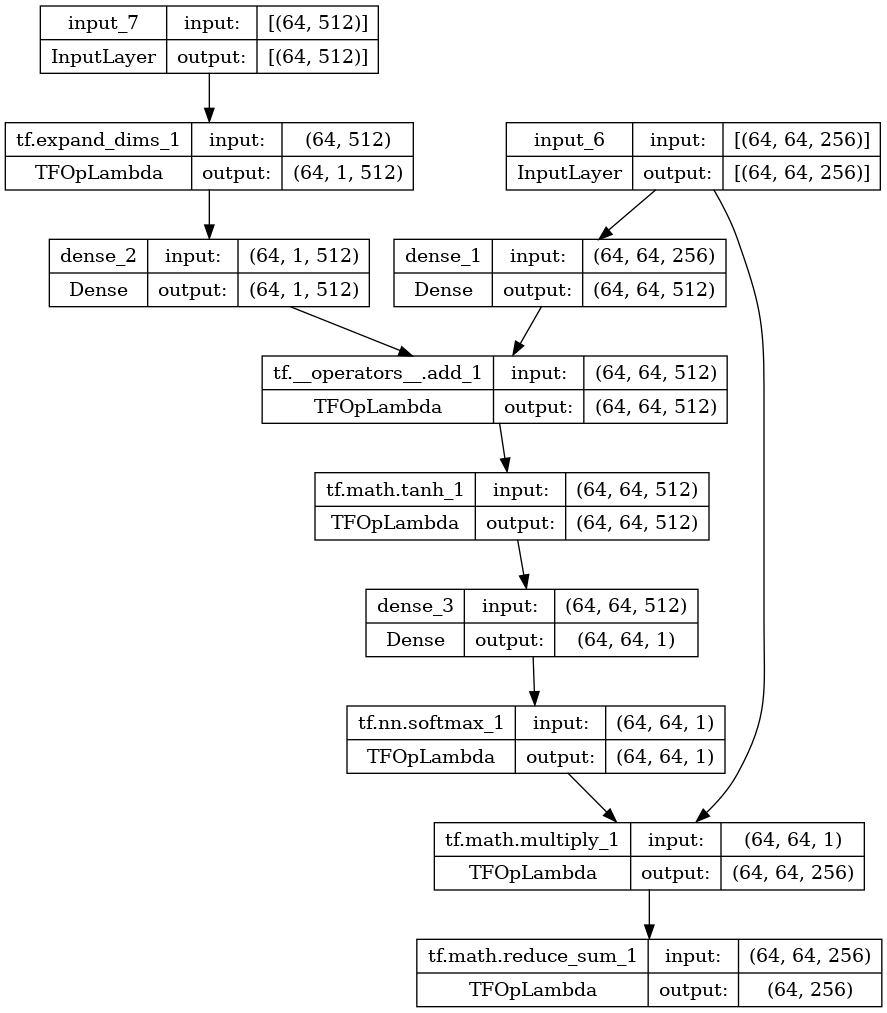 input_7 input: [(64, 512)]
InputLayer output: [(64, 512)]
tf.expand_dims_1 input: (64, 512)
TFOpLambda output: (64, 1, 512)
input_6 input: [(64, 64, 256)]
InputLayer output: [(64, 64, 256)]
dense_2 input: (64, 1, 512)
Dense output: (64, 1, 512)
dense_1 input: (64, 64, 256)
Dense output: (64, 64, 512)
tf.__operators__.add_1 input: (64, 64, 512)
TFOpLambda output: (64, 64, 512)
tf.math.tanh_1 input: (64, 64, 512)
TFOpLambda output: (64, 64, 512)
dense_3 input: (64, 64, 512)
Dense output: (64, 64, 1)
tf.nn.softmax_1 input: (64, 64, 1)
TFOpLambda output: (64, 64, 1)
tf.math.multiply_1 input: (64, 64, 1)
TFOpLambda output: (64, 64, 256)
tf.math.reduce_sum_1 input: (64, 64, 256)
TFOpLambda output: (64, 256)